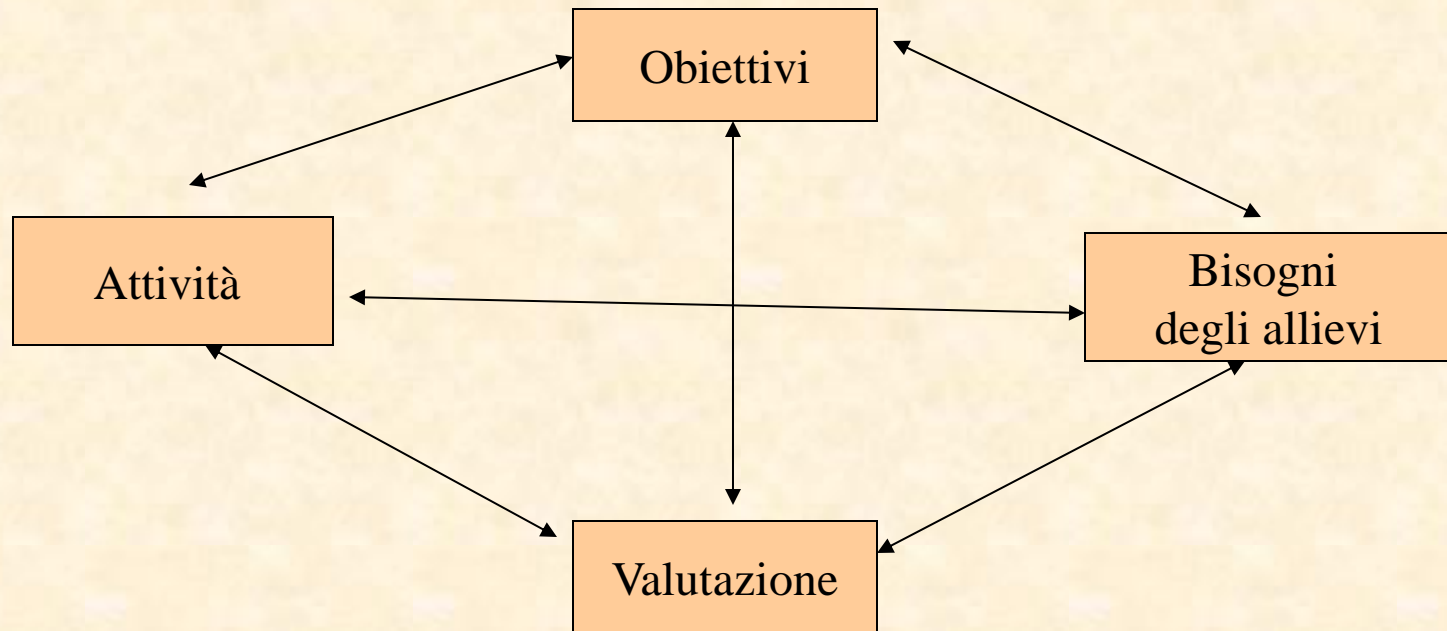 Obiettivi
Attività
Bisogni
degli allievi
Valutazione